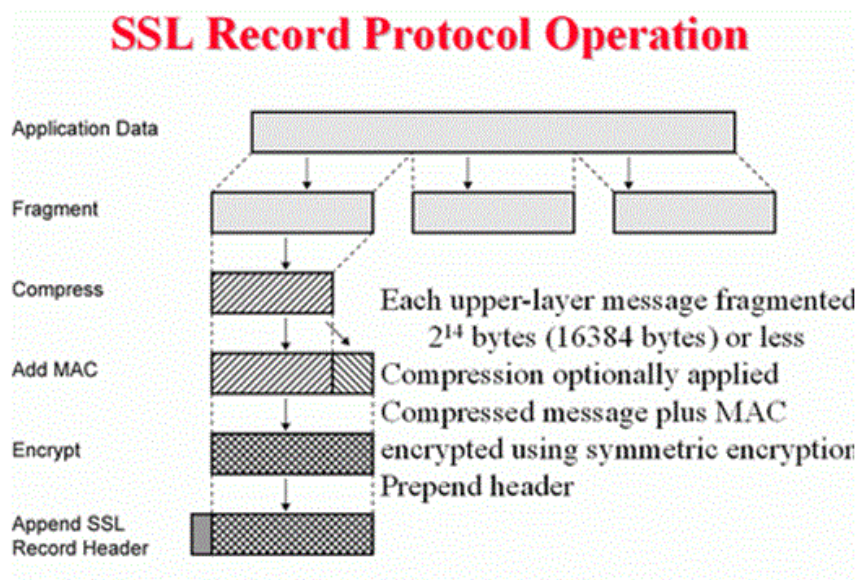 SSL Record Protocol Operation
Application Data
Fragment
Compress
Each upper-layer message fragmented
2¹⁴ bytes (16384 bytes) or less
Add MAC
Compression optionally applied
Compressed message plus MAC
Encrypt
encrypted using symmetric encryption
Prepend header
Append SSL
Record Header